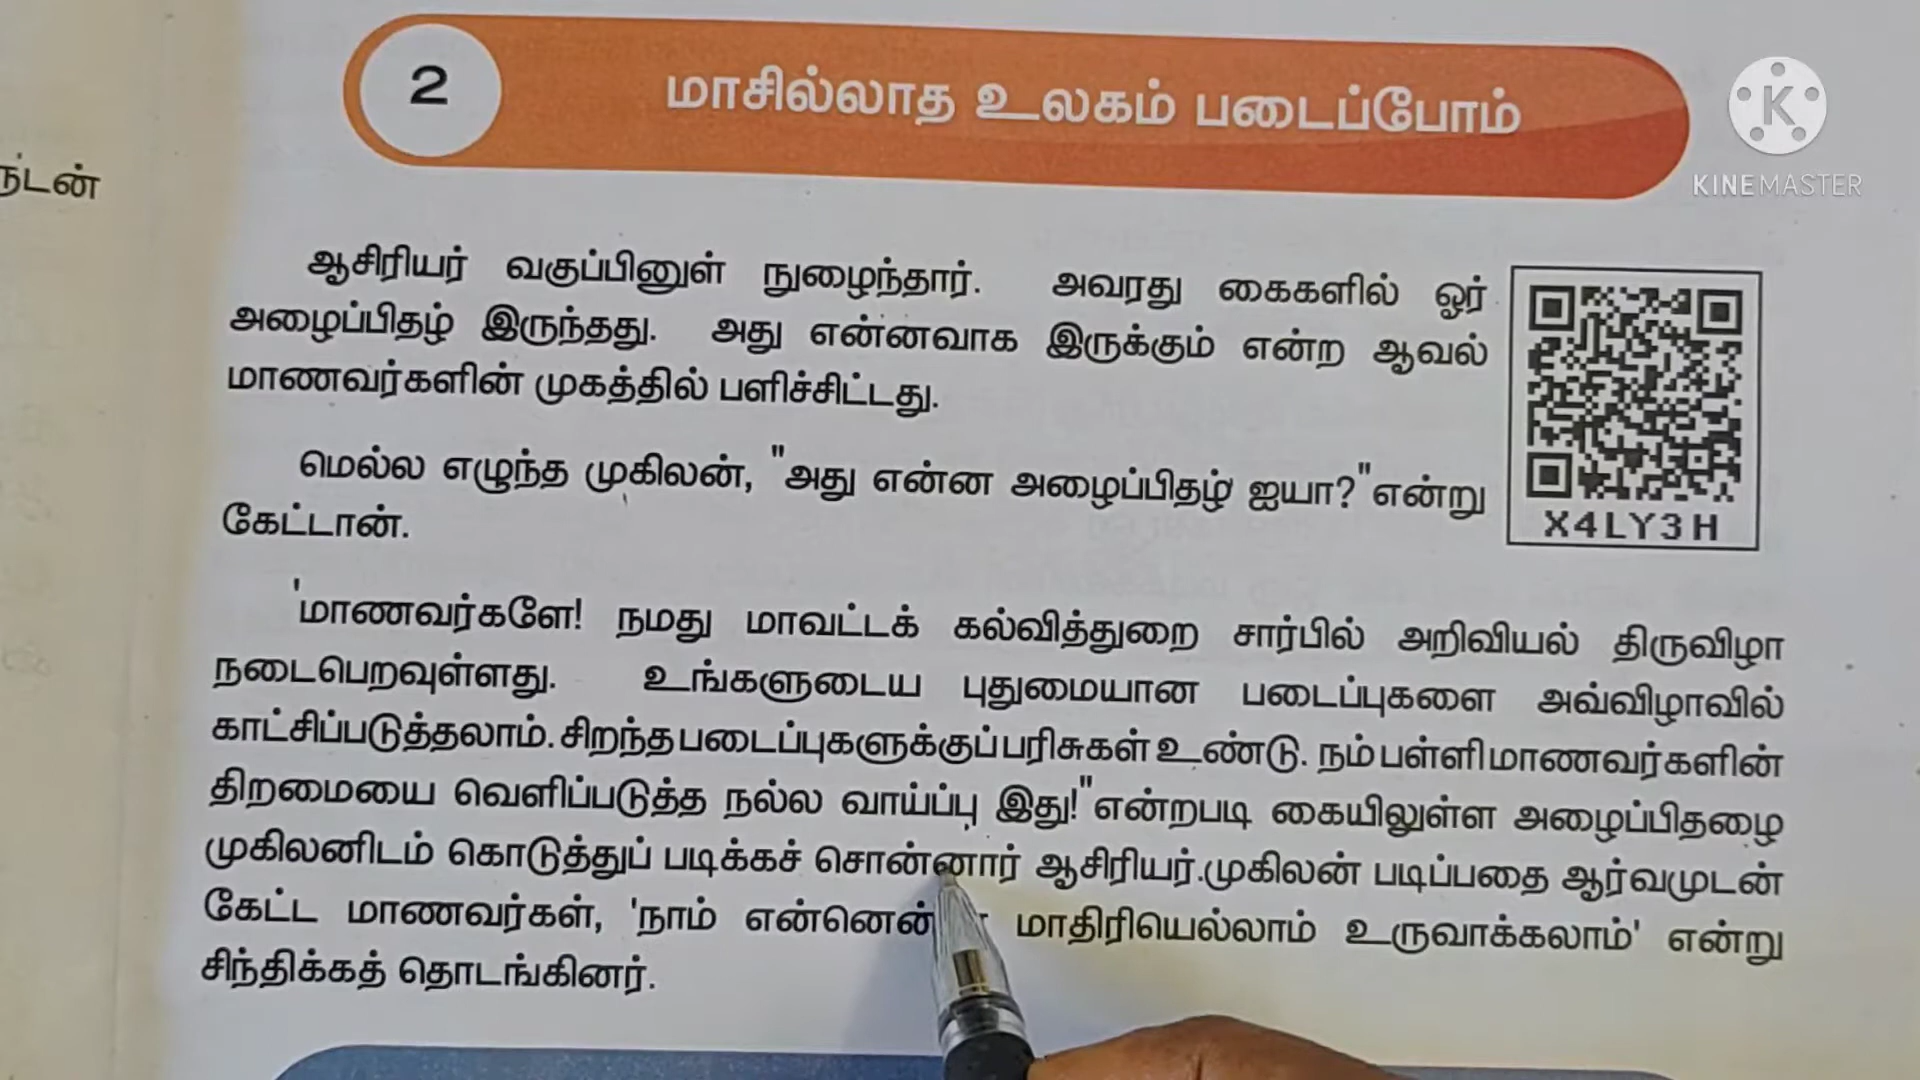 2
மாசில்லாத உலகம் படைப்போம்
KINEMASTER
ஆசிரியர் வகுப்பினுள் நுழைந்தார். அவரது கைகளில் ஓர்
அழைப்பிதழ் இருந்தது. அது என்னவாக இருக்கும் என்ற ஆவல்
மாணவர்களின் முகத்தில் பளிச்சிட்டது.
மெல்ல எழுந்த முகிலன், "அது என்ன அழைப்பிதழ் ஐயா?" என்று
கேட்டான்.
X4LY3H
'மாணவர்களே! நமது மாவட்டக் கல்வித்துறை சார்பில் அறிவியல் திருவிழா
நடைபெறவுள்ளது. உங்களுடைய புதுமையான படைப்புகளை அவ்விழாவில்
காட்சிப்படுத்தலாம். சிறந்த படைப்புகளுக்குப் பரிசுகள் உண்டு. நம் பள்ளி மாணவர்களின்
திறமையை வெளிப்படுத்த நல்ல வாய்ப்பு இது!" என்றபடி கையிலுள்ள அழைப்பிதழை
முகிலனிடம் கொடுத்துப் படிக்கச் சொன்னார் ஆசிரியர். முகிலன் படிப்பதை ஆர்வமுடன்
கேட்ட மாணவர்கள், 'நாம் மாதிரியெல்லாம் உருவாக்கலாம்' என்று
சிந்திக்கத் தொடங்கினர்.